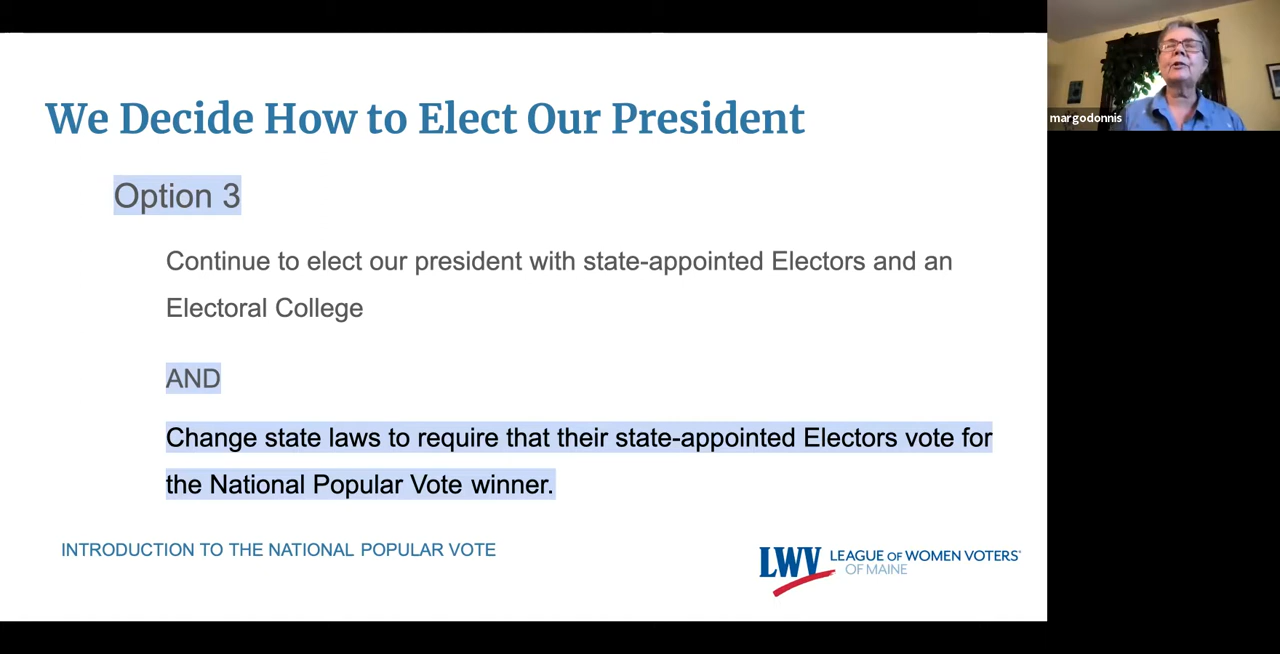 We Decide How to Elect Our President
margodonnis
Option 3
Continue to elect our president with state-appointed Electors and an
Electoral College
AND
Change state laws to require that their state-appointed Electors vote for
the National Popular Vote winner.
INTRODUCTION TO THE NATIONAL POPULAR VOTE
LWV LEAGUE OF WOMEN VOTERS®
OF MAINE